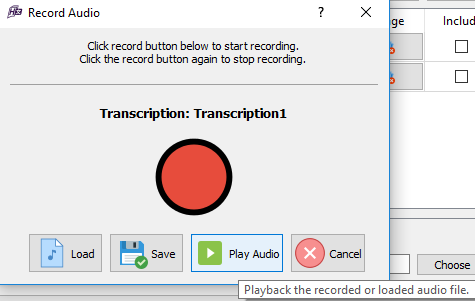 Record Audio
?
Click record button below to start recording.
Click the record button again to stop recording.
Transcription: Transcription1
Load
Save
Play Audio
Cancel
Includ
Choose
Playback the recorded or loaded audio file.